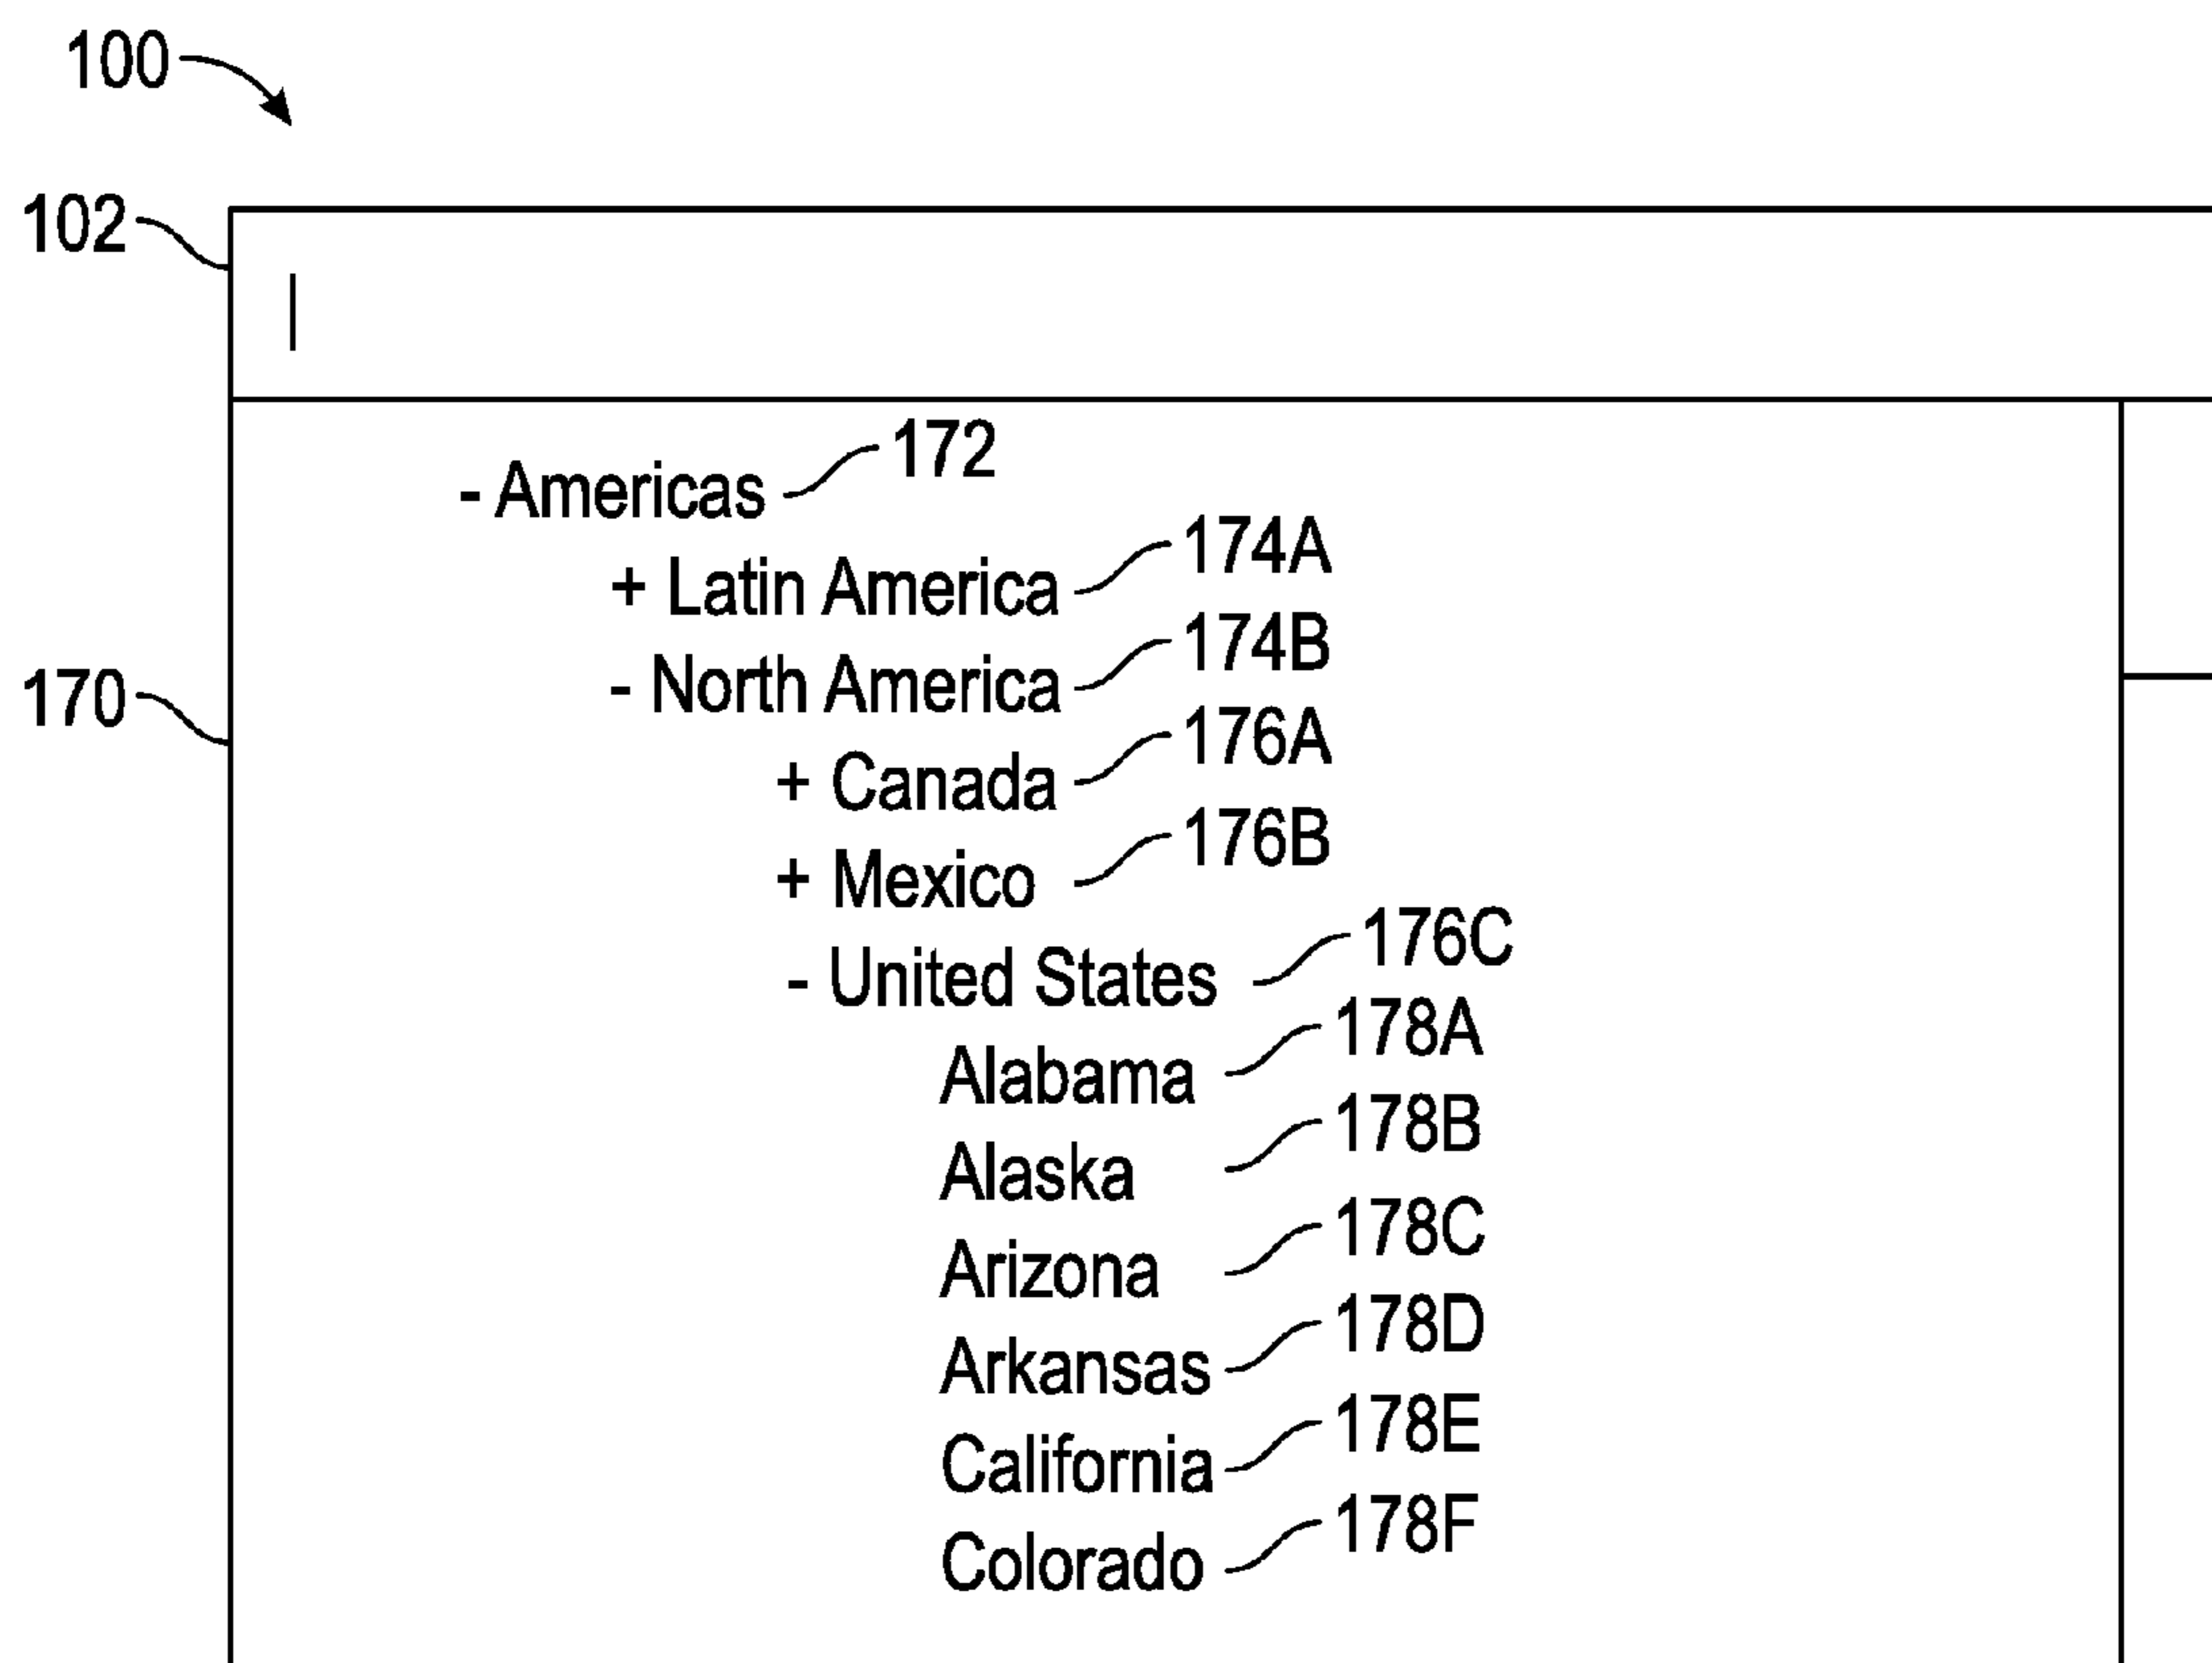 100
102
172
- Americas
174A
+ Latin America
174B
- North America
170
176A
+ Canada
176B
+ Mexico
176C
- United States
178A
Alabama
178B
Alaska
178C
Arizona
178D
Arkansas
178E
California
178F
Colorado